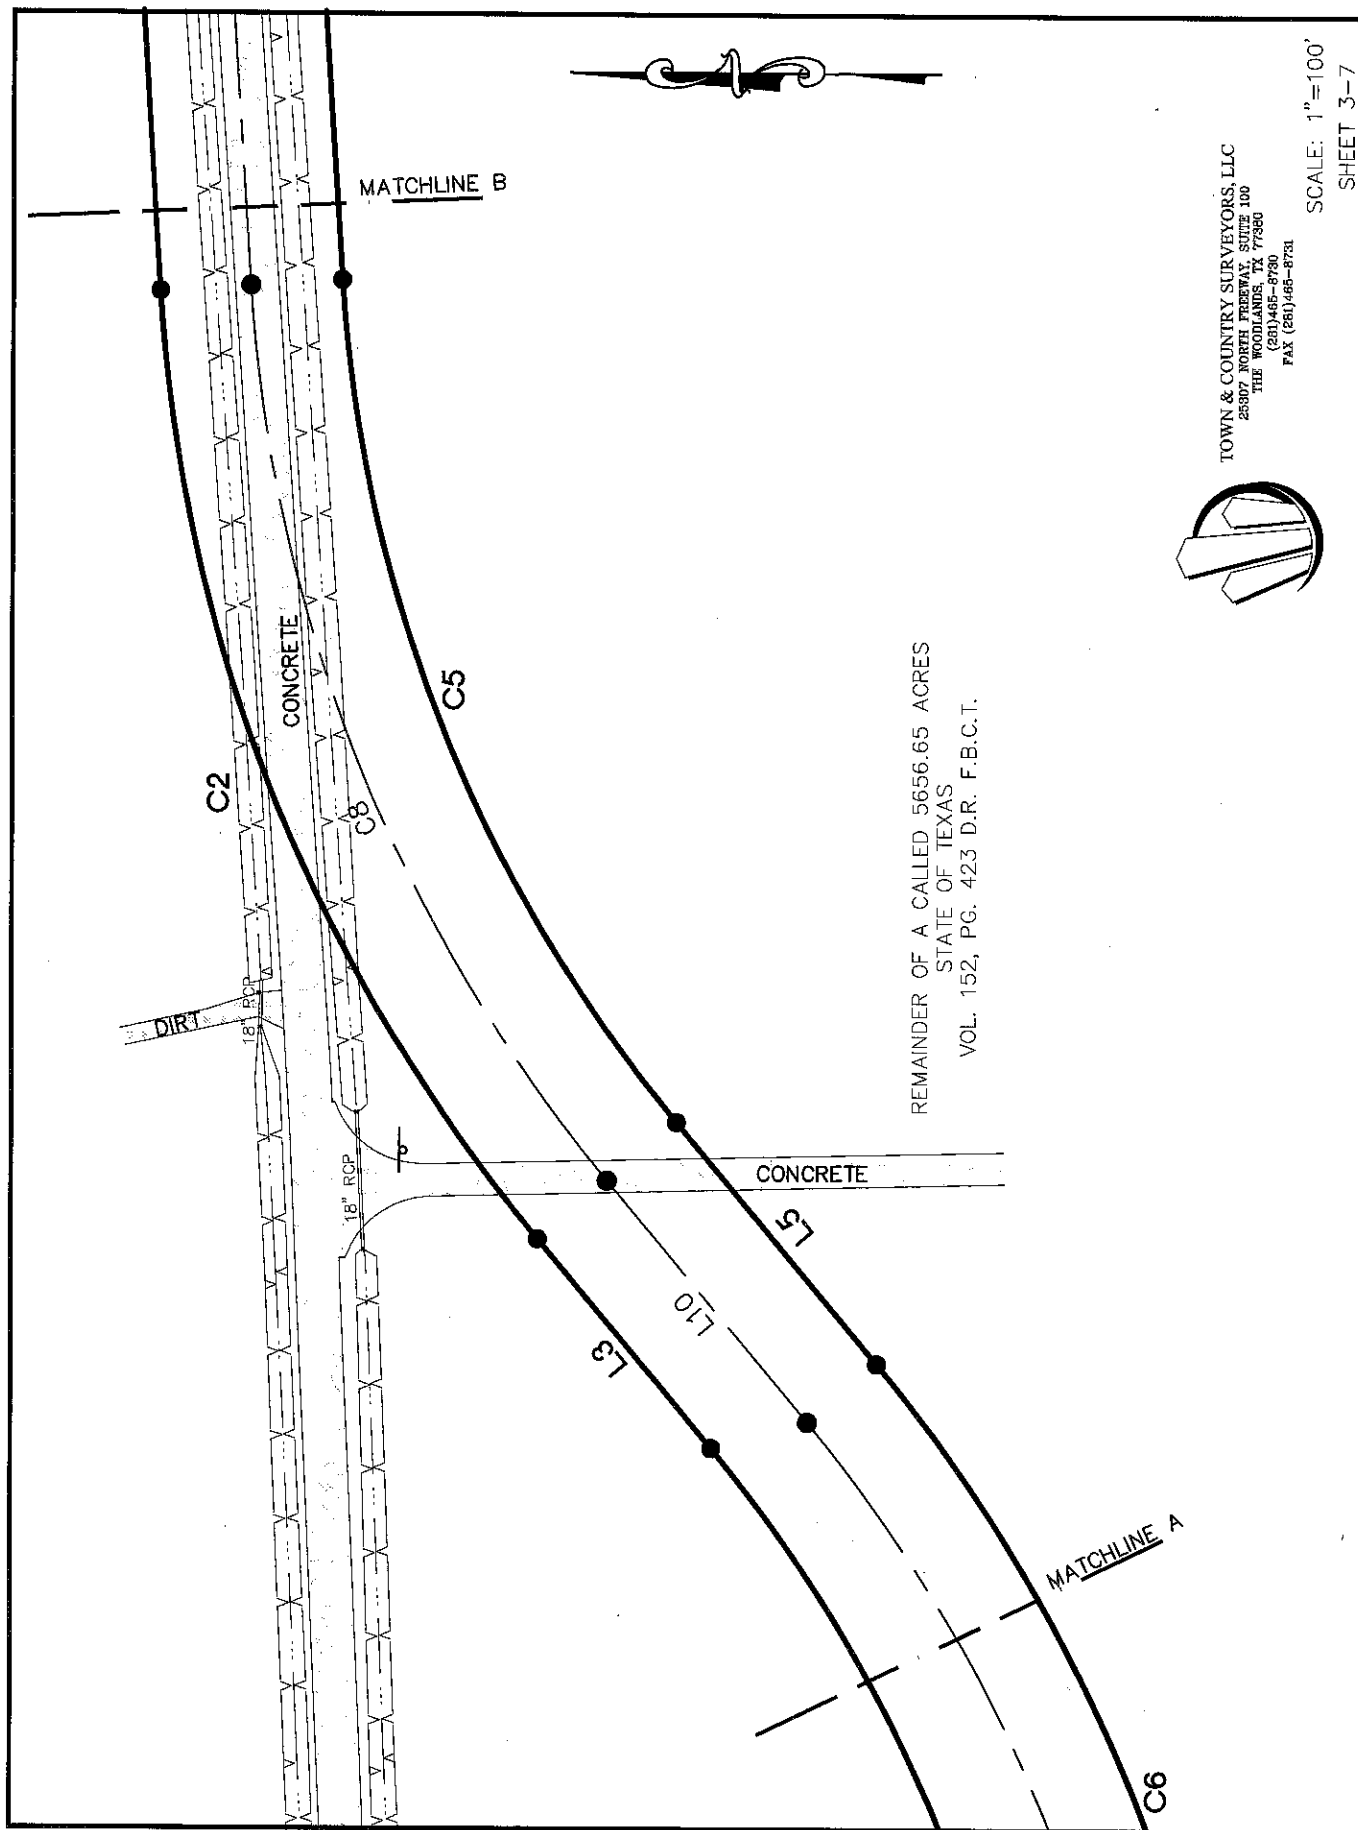 MATCHLINE B
CONCRETE
C2
C5
C8
DIRT
18" RCP
18" RCP
CONCRETE
L5
L10
L3
MATCHLINE A
C6
REMAINDER OF A CALLED 5656.65 ACRES
STATE OF TEXAS
VOL. 152, PG. 423 D.R. F.B.C.T.
TOWN & COUNTRY SURVEYORS, LLC
25307 NORTH FREEWAY, SUITE 100
THE WOODLANDS, TX 77380
(281)465-8730
FAX (281)465-8731
SCALE: 1"=100'
SHEET 3-7